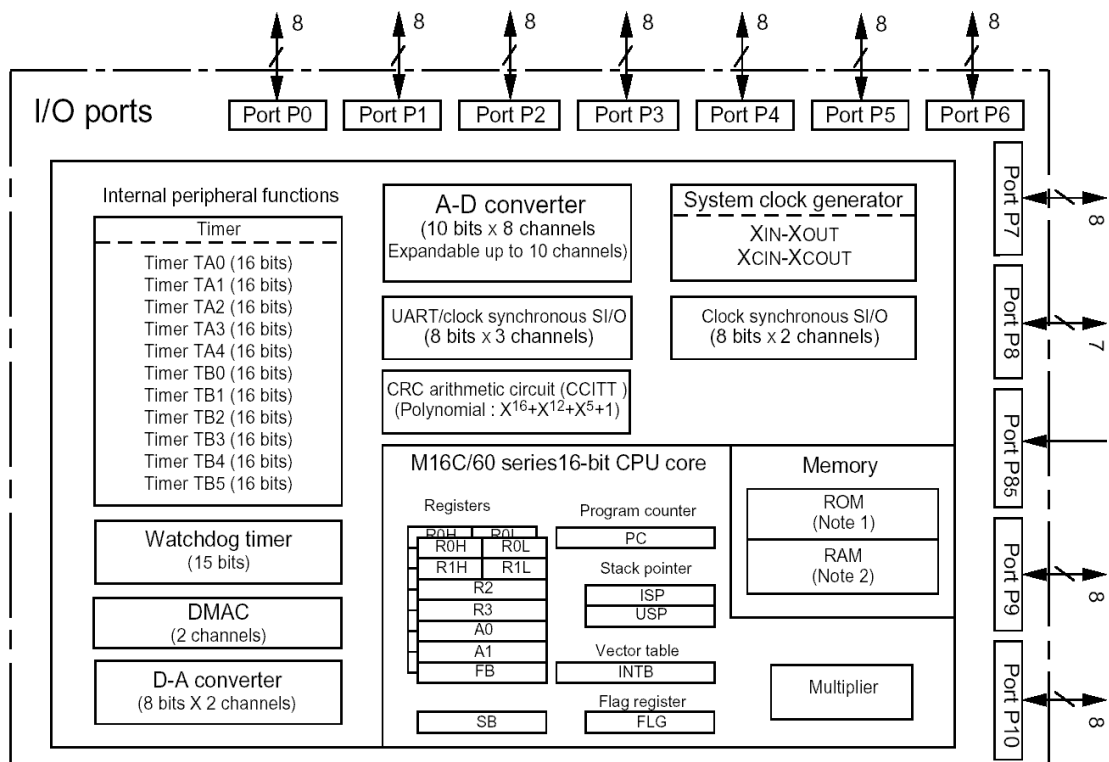 8 8 8 8 8 8 8
I/O ports
Port P0 Port P1 Port P2 Port P3 Port P4 Port P5 Port P6
Internal peripheral functions
Timer
Timer TA0 (16 bits)
Timer TA1 (16 bits)
Timer TA2 (16 bits)
Timer TA3 (16 bits)
Timer TA4 (16 bits)
Timer TB0 (16 bits)
Timer TB1 (16 bits)
Timer TB2 (16 bits)
Timer TB3 (16 bits)
Timer TB4 (16 bits)
Timer TB5 (16 bits)
Watchdog timer
(15 bits)
DMAC
(2 channels)
D-A converter
(8 bits X 2 channels)
A-D converter
(10 bits x 8 channels
Expandable up to 10 channels)
UART/clock synchronous SI/O
(8 bits x 3 channels)
CRC arithmetic circuit (CCITT )
(Polynomial : X16+X12+X5+1)
System clock generator
XIN-XOUT
XCIN-XCOUT
Clock synchronous SI/O
(8 bits x 2 channels)
M16C/60 series16-bit CPU core
Registers
R0H R0L
R0H R0L
R1H R1L
R2
R3
A0
A1
FB
SB
Program counter
PC
Stack pointer
ISP
USP
Vector table
INTB
Flag register
FLG
Memory
ROM
(Note 1)
RAM
(Note 2)
Multiplier
Port P7
8
Port P8
7
Port P85
Port P9
8
Port P10
8